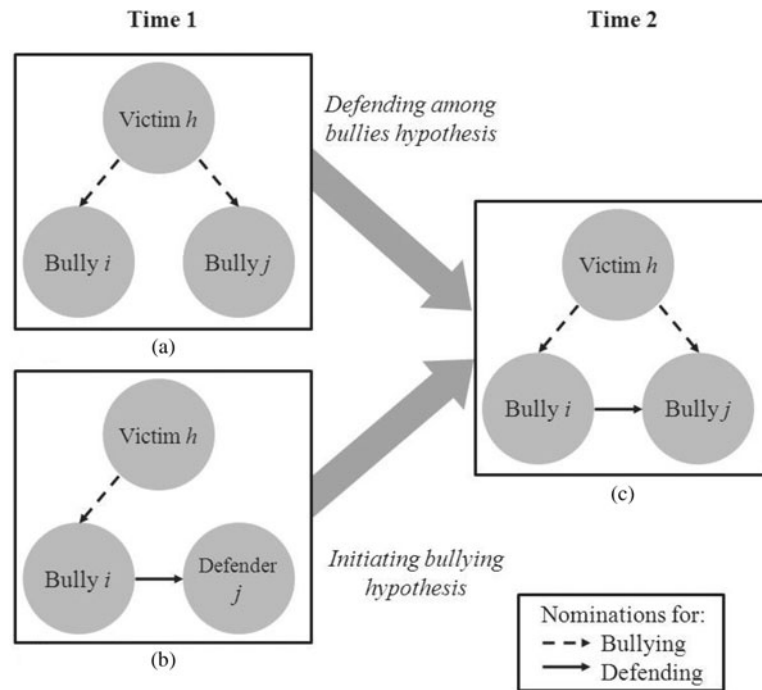 Time 1
Time 2
Victim h
Bully i
Bully j
(a)
Defending among
bullies hypothesis
Victim h
Bully i
Defender
j
(b)
Initiating bullying
hypothesis
Victim h
Bully i
Bully j
(c)
Nominations for:
Bullying
Defending